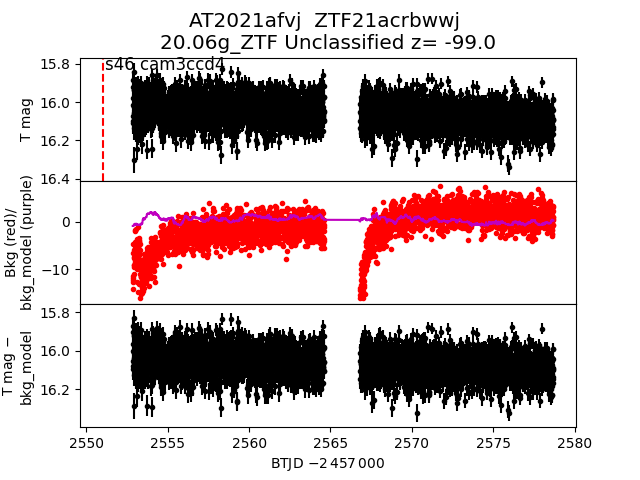 AT2021afvj  ZTF21acrbwwj
20.06g_ZTF Unclassified z= -99.0
s46 cam3ccd4
T mag
15.8
16.0
16.2
16.4
Bkg (red)/
bkg_model (purple)
0
−10
T mag −
bkg_model
15.8
16.0
16.2
2550
2555
2560
2565
2570
2575
2580
BTJD −2 457 000